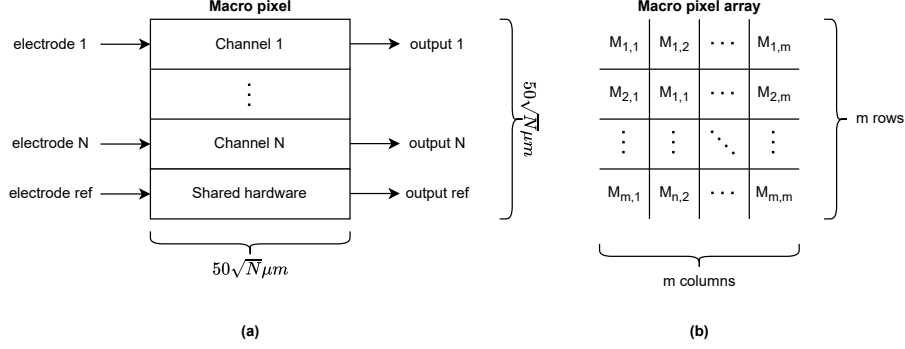 Macro pixel
electrode 1
Channel 1
output 1
⋮
electrode N
Channel N
output N
electrode ref
Shared hardware
output ref
50√N μm
50√N μm
(a)
Macro pixel array
M1,1 M1,2 ··· M1,m
M2,1 M1,1 ··· M2,m
⋮ ⋮ ⋱ ⋮
Mm,1 Mn,2 ··· Mm,m
m rows
m columns
(b)